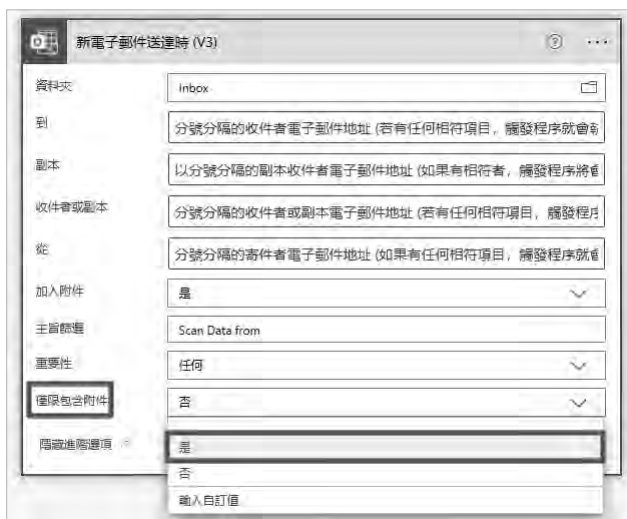 新電子郵件送達時 (V3)
資料夾
Inbox
到
分號分隔的收件者電子郵件地址 (若有任何相符項目，觸發程序就會
副本
以分號分隔的副本收件者電子郵件地址 (如果有相符者，觸發程序將會
收件者或副本
分號分隔的收件者或副本電子郵件地址 (若有任何相符項目，觸發程序
從
分號分隔的寄件者電子郵件地址 (如果有任何相符項目，觸發程序就會
加入附件
是
主旨篩選
Scan Data from
重要性
任何
僅限包含附件
否
隱藏進階選項
是
否
輸入自訂值